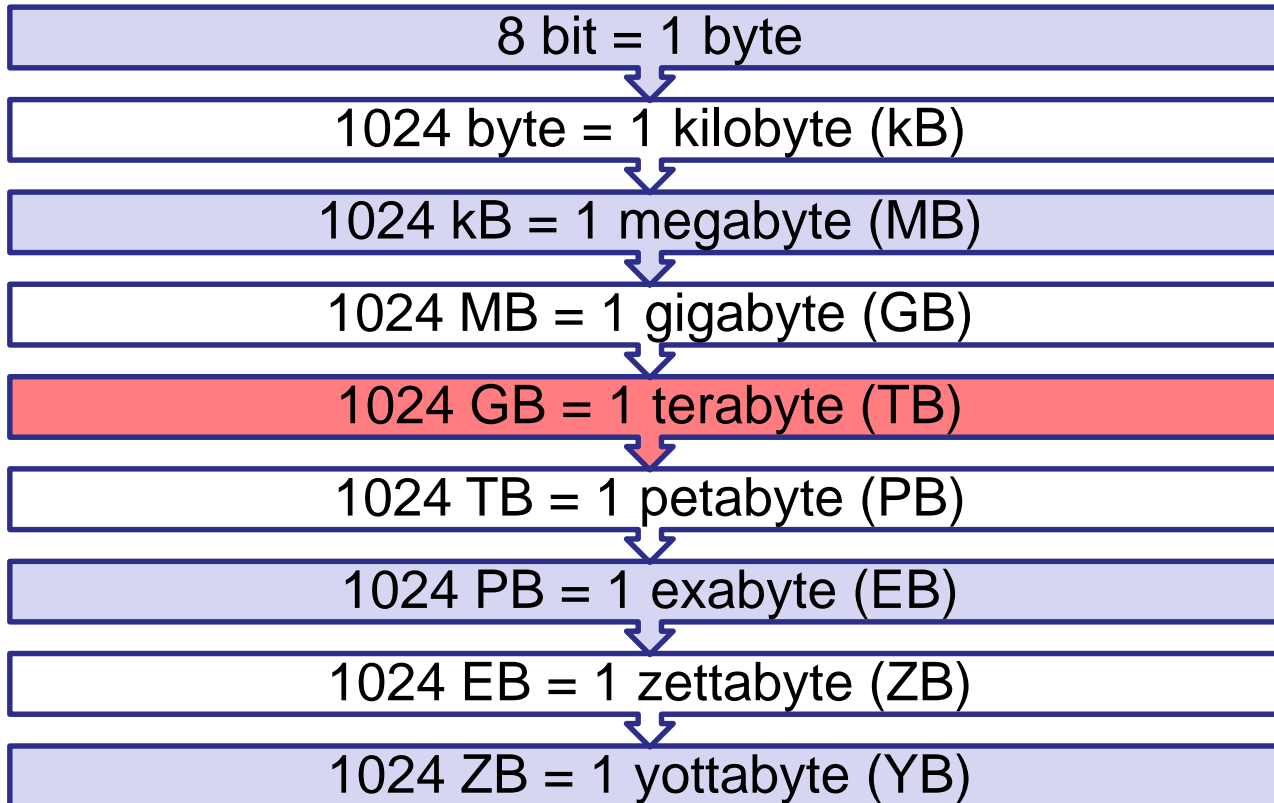 8 bit = 1 byte
1024 byte = 1 kilobyte (kB)
1024 kB = 1 megabyte (MB)
1024 MB = 1 gigabyte (GB)
1024 GB = 1 terabyte (TB)
1024 TB = 1 petabyte (PB)
1024 PB = 1 exabyte (EB)
1024 EB = 1 zettabyte (ZB)
1024 ZB = 1 yottabyte (YB)